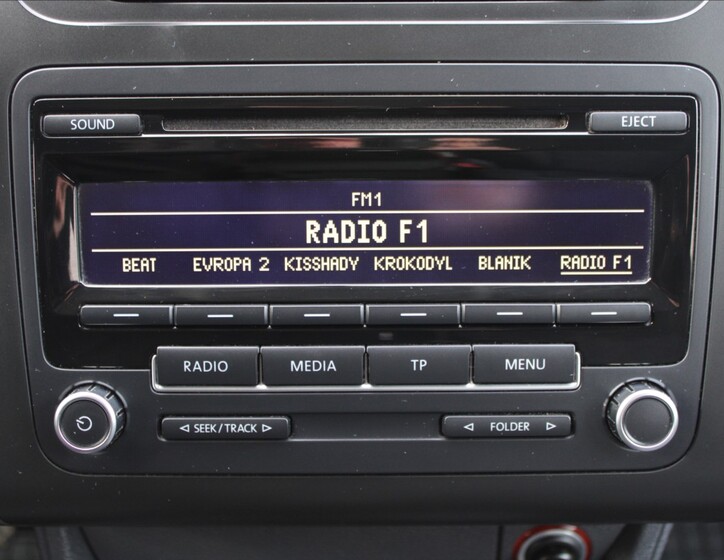 SOUND EJECT
FM1
RADIO F1
BEAT EVROPA 2 KISSHADY KROKODYL BLANIK RADIO F1
RADIO MEDIA TP MENU
SEEK/TRACK FOLDER